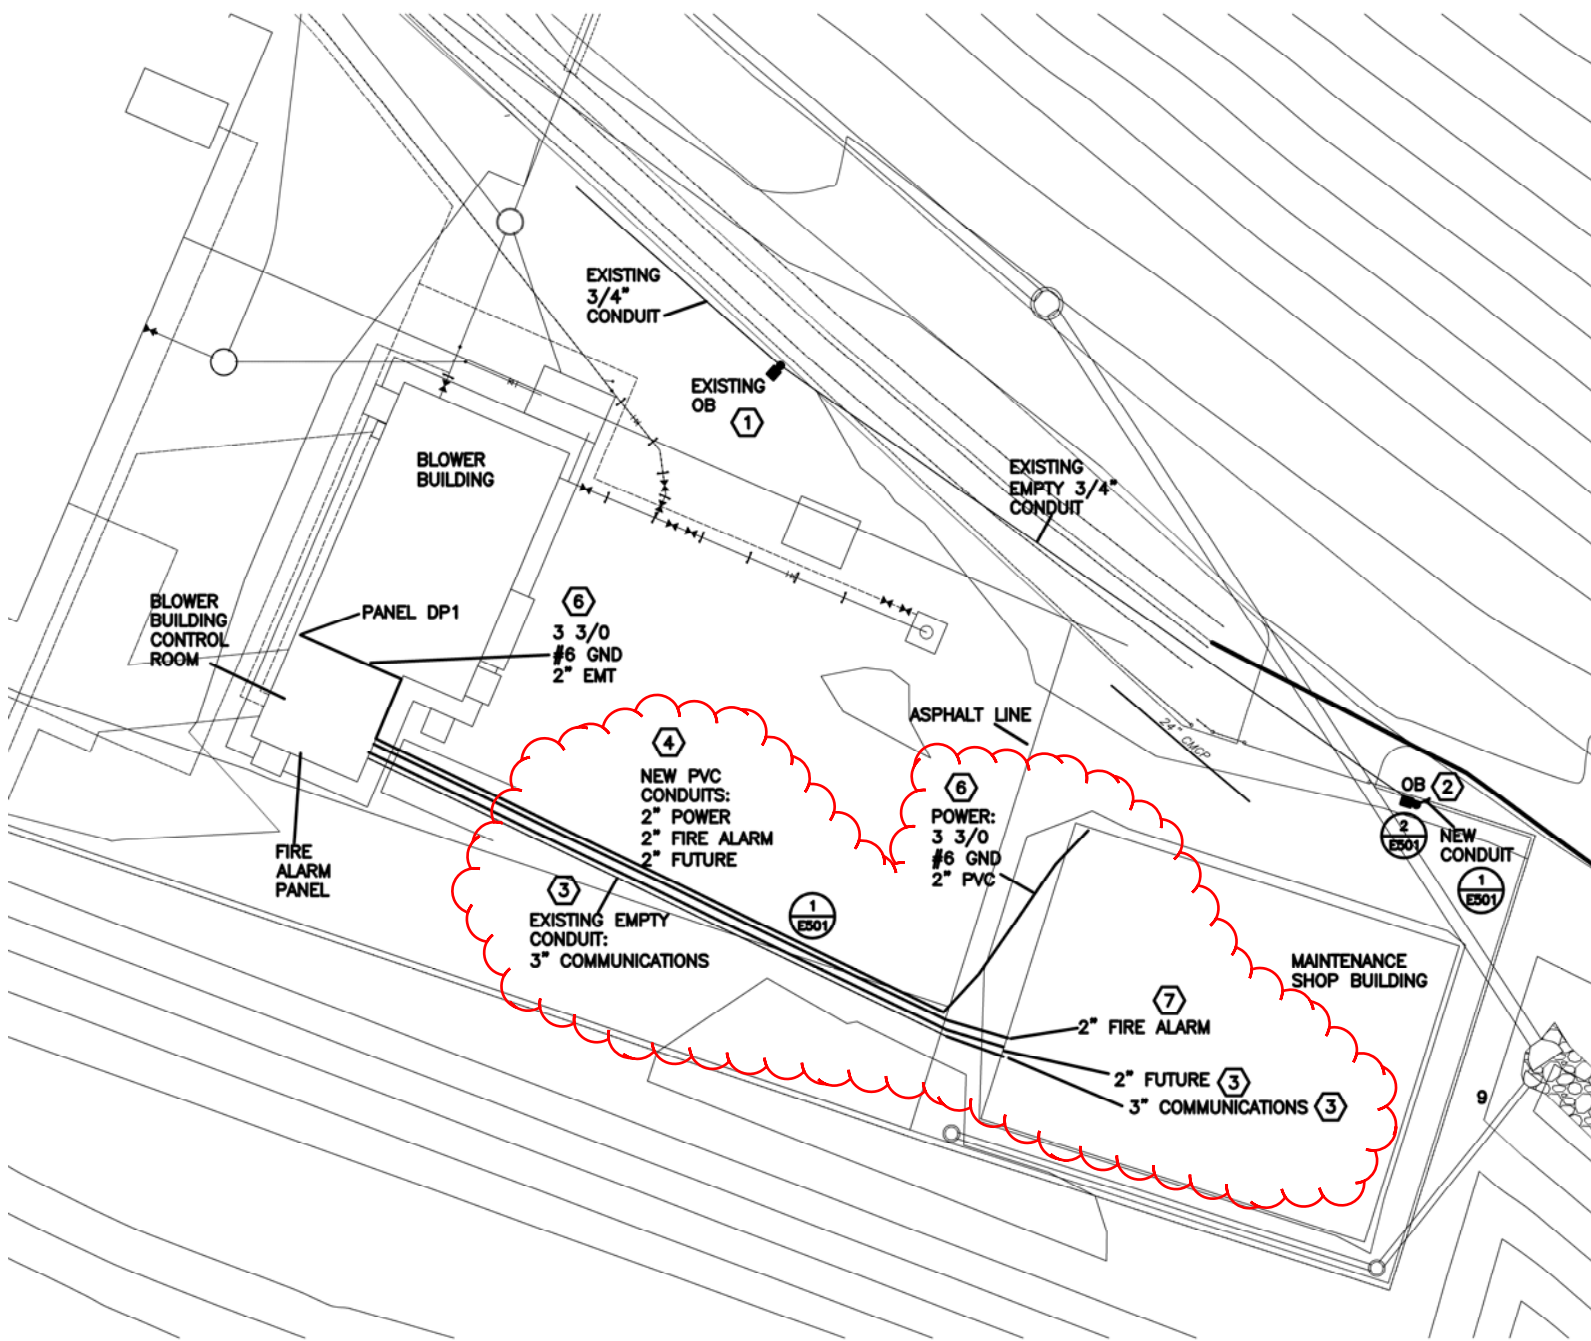 EXISTING
3/4"
CONDUIT
EXISTING
OB
1
BLOWER
BUILDING
EXISTING
EMPTY 3/4"
CONDUIT
BLOWER
BUILDING
CONTROL
ROOM
PANEL DP1
6
3 3/0
#6 GND
2" EMT
ASPHALT LINE
24" CMCP
4
NEW PVC
CONDUITS:
2" POWER
2" FIRE ALARM
2" FUTURE
6
POWER:
3 3/0
#6 GND
2" PVC
OB 2
2
E501
NEW
CONDUIT
1
E501
FIRE
ALARM
PANEL
3
EXISTING EMPTY
CONDUIT:
3" COMMUNICATIONS
1
E501
MAINTENANCE
SHOP BUILDING
7
2" FIRE ALARM
2" FUTURE 3
3" COMMUNICATIONS 3
9